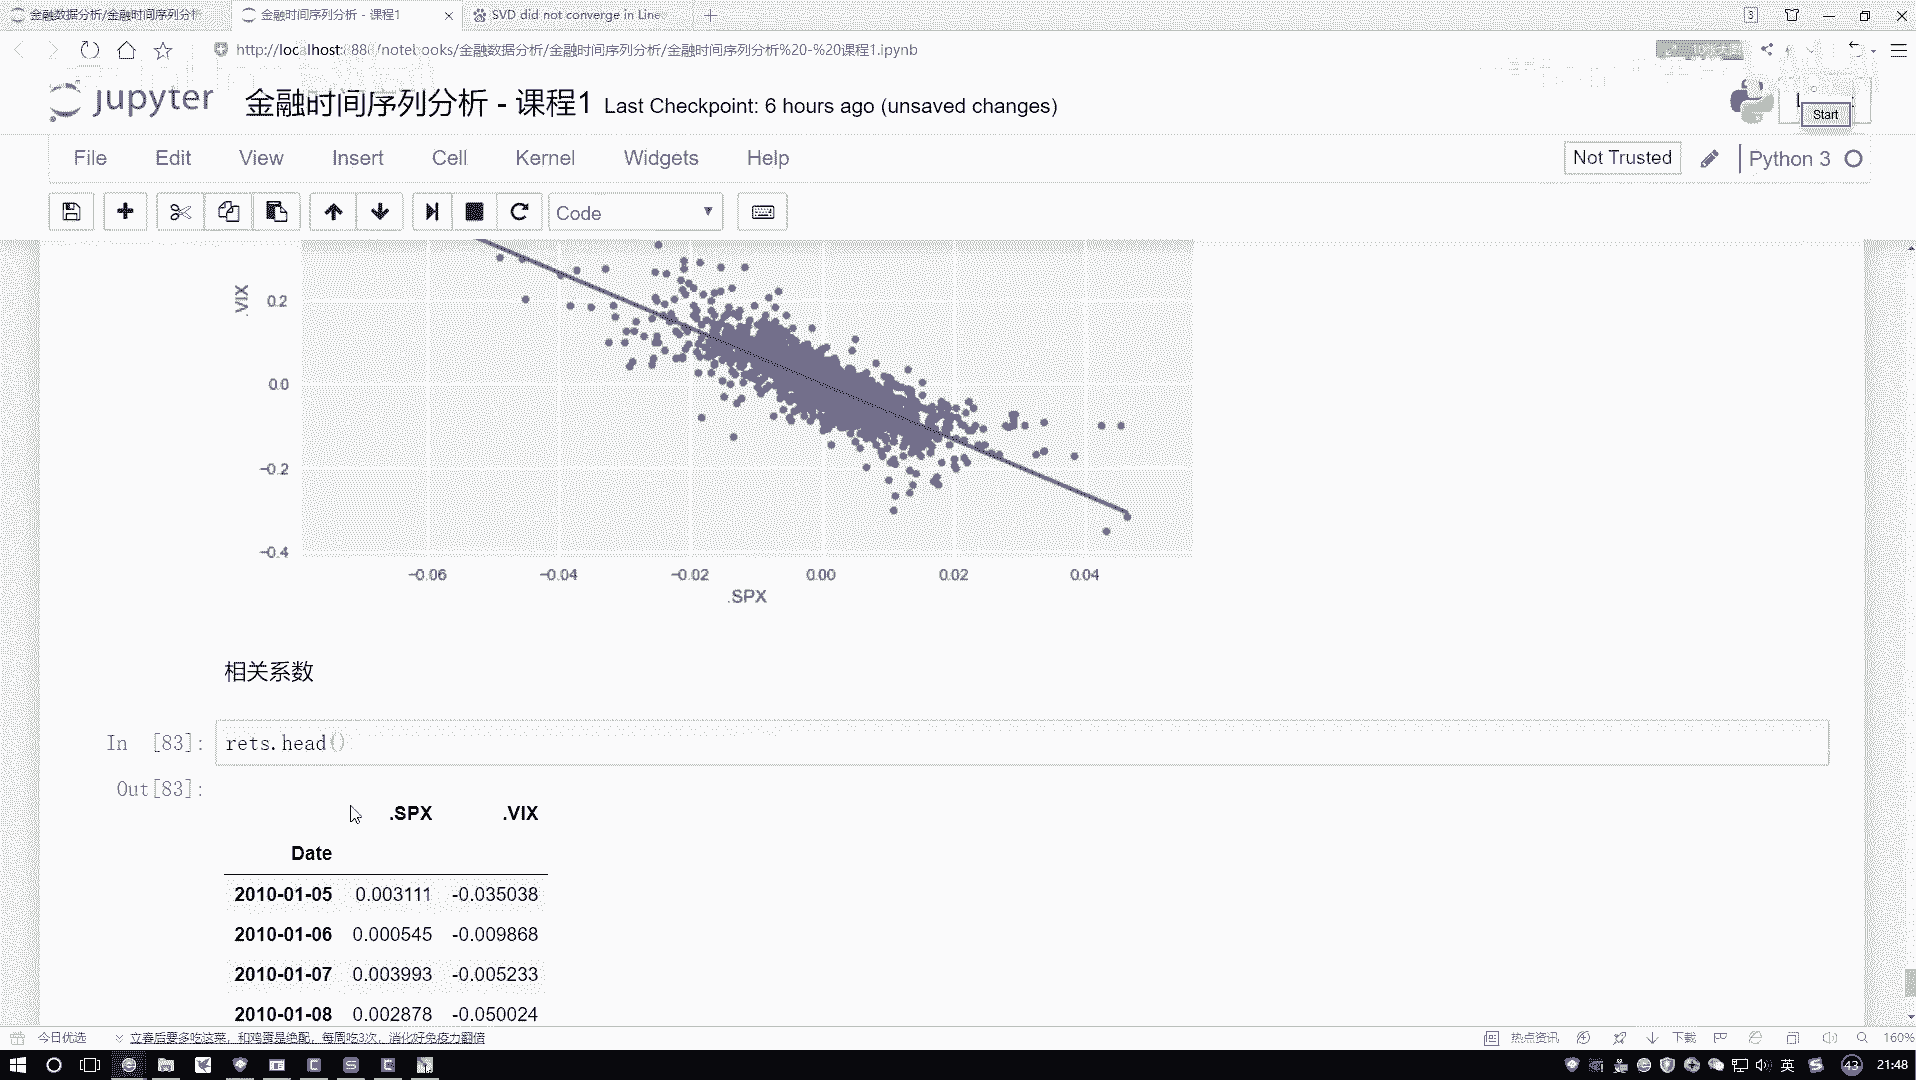 金融数据分析/金融时间序列分析
金融时间序列分析 - 课程1
SVD did not converge in Line
http://localhost:888/notebooks/金融数据分析/金融时间序列分析/金融时间序列分析%20-%20课程1.ipynb
jupyter
金融时间序列分析 - 课程1 Last Checkpoint: 6 hours ago (unsaved changes)
Start
File Edit View Insert Cell Kernel Widgets Help
Not Trusted
Python 3
Code
.VIX
0.2
0.0
−0.2
−0.4
−0.06 −0.04 −0.02 0.00 0.02 0.04
.SPX
相关系数
In [83]: rets.head()
Out[83]:
.SPX .VIX
Date
2010-01-05 0.003111 -0.035038
2010-01-06 0.000545 -0.009868
2010-01-07 0.003993 -0.005233
2010-01-08 0.002878 -0.050024
今日优选
立春后要多吃这菜，和鸡蛋是绝配，每周吃3次，消化好免疫力翻倍
热点资讯
下载
160%
英
43
21:48